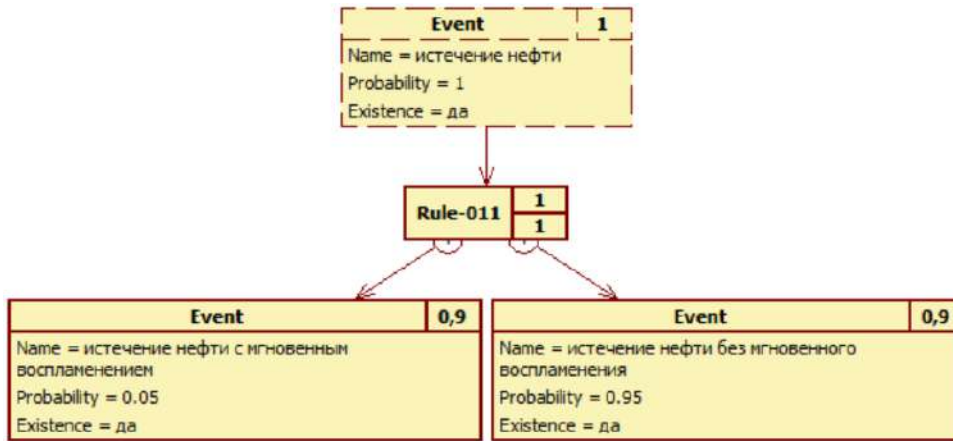 Event 1
Name = истечение нефти
Probability = 1
Existence = да
Rule-011 1
1
Event 0,9
Name = истечение нефти с мгновенным
воспламенением
Probability = 0.05
Existence = да
Event 0,9
Name = истечение нефти без мгновенного
воспламенения
Probability = 0.95
Existence = да